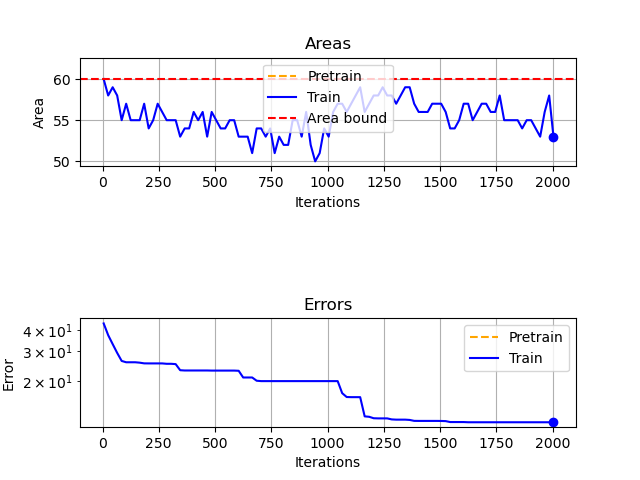 Areas
Area
60
55
50
Pretrain
Train
Area bound
0 250 500 750 1000 1250 1500 1750 2000
Iterations
Errors
Error
4 × 10¹
3 × 10¹
2 × 10¹
Pretrain
Train
0 250 500 750 1000 1250 1500 1750 2000
Iterations